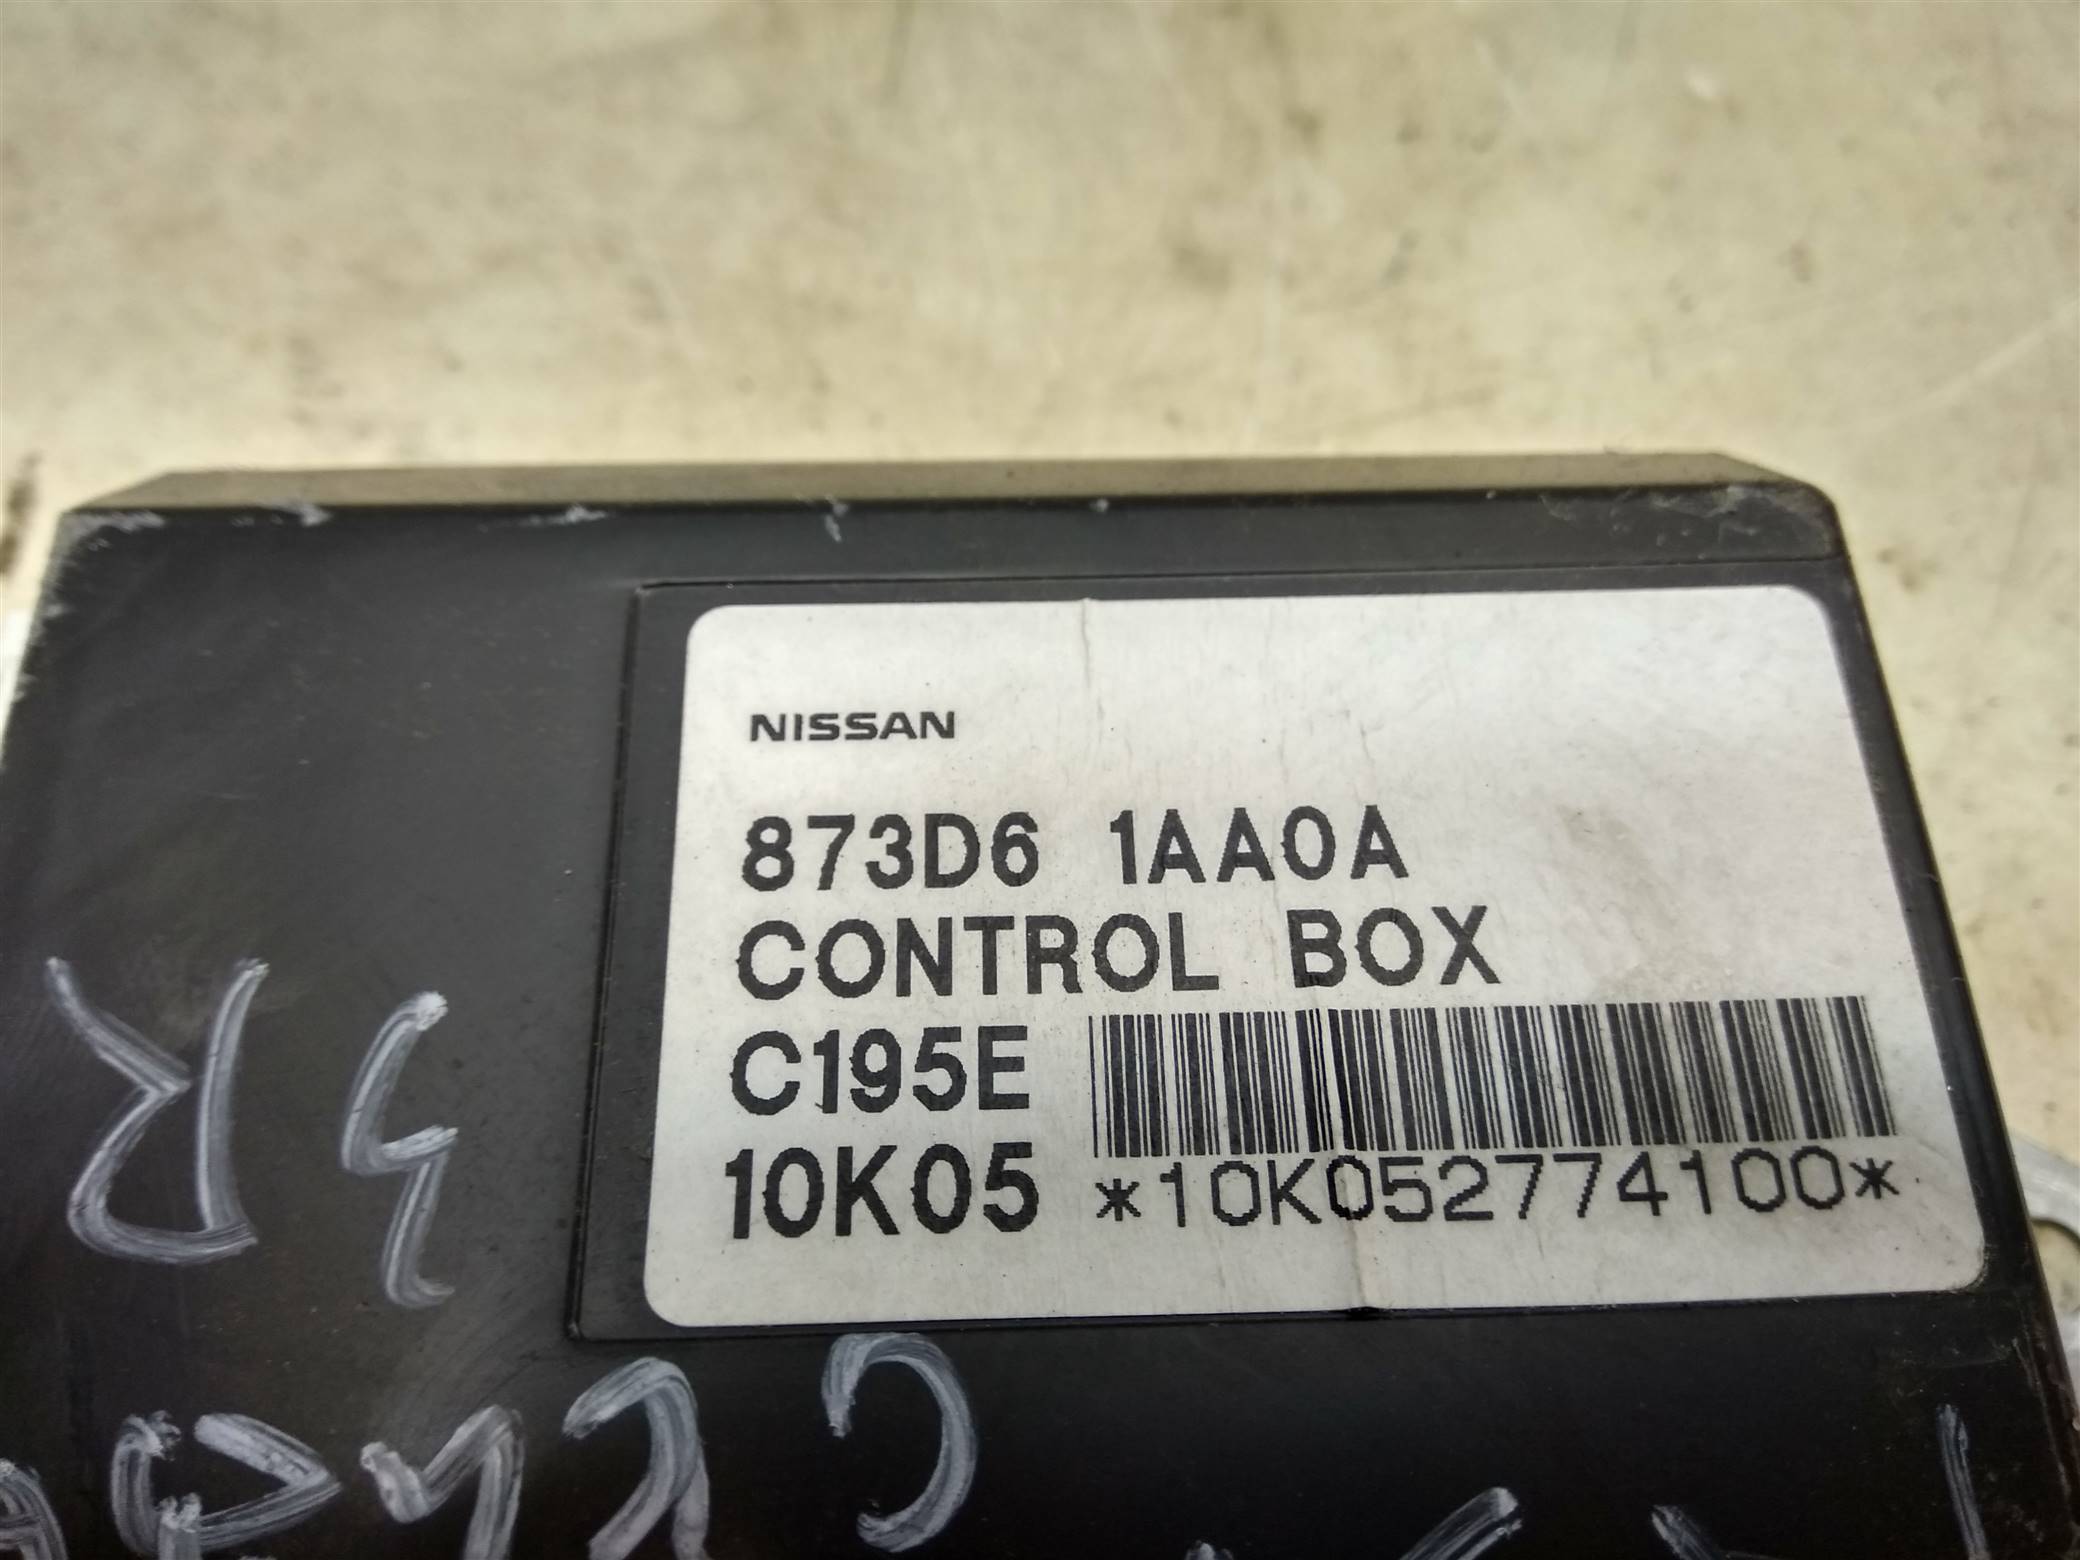 NISSAN
873D6 1AA0A
CONTROL BOX
C195E
10K05 *10K052774100*